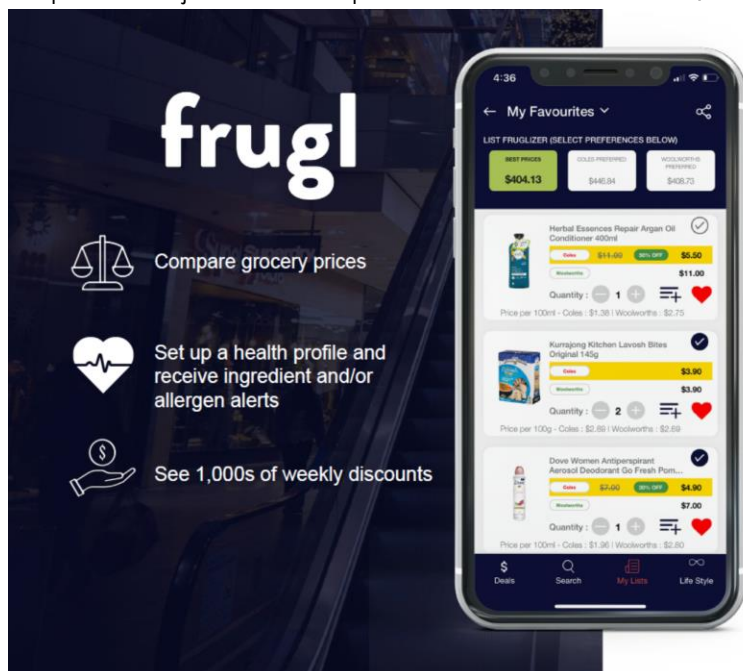 frugl
Compare grocery prices
Set up a health profile and
receive ingredient and/or
allergen alerts
See 1,000s of weekly discounts
4:36
My Favourites
LIST FRUGLIZER (SELECT PREFERENCES BELOW)
BEST PRICES
$404.13
COLES PREFERRED
$446.84
WOOLWORTHS
PREFERRED
Herbal Essences Repair Argan Oil
Conditioner 400ml
Coles $11.00 $5.50
Woolworths $11.00
Quantity : 1
Price per 100ml - Coles : $1.38 | Woolworths : $2.75
Kurrajong Kitchen Lavosh Bites
Original 145g
Coles $3.90
Woolworths $3.90
Quantity : 2
Price per 100g - Coles : $2.69 | Woolworths : $2.69
Dove Women Antiperspirant
Aerosol Deodorant Go Fresh Pom...
Coles $7.00 30% OFF $4.90
Woolworths $7.00
Quantity : 1
Price per 100ml - Coles : $1.96 | Woolworths : $2.80
Deals Search My Lists Life Style